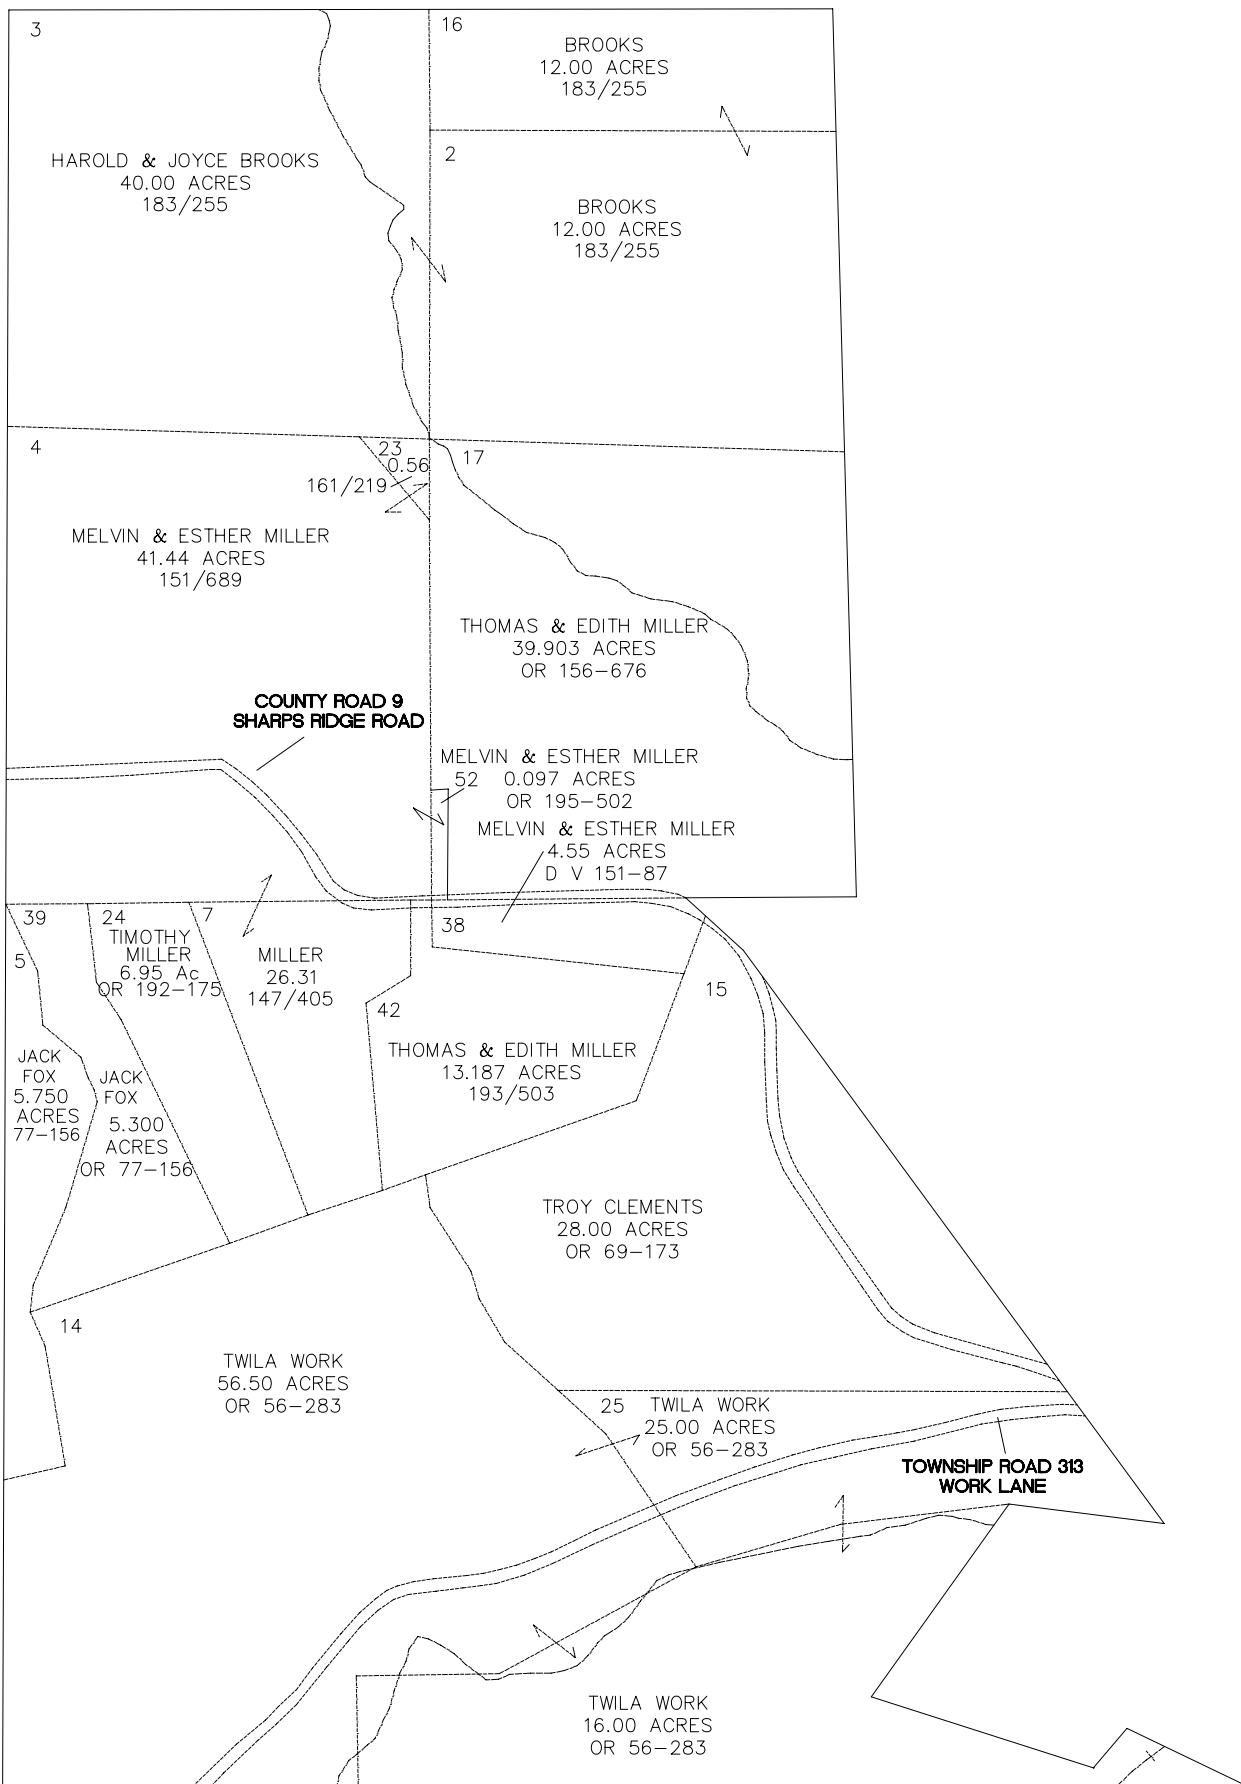 3
16
BROOKS
12.00 ACRES
183/255
HAROLD & JOYCE BROOKS
40.00 ACRES
183/255
2
BROOKS
12.00 ACRES
183/255
4
23
0.56
161/219
17
MELVIN & ESTHER MILLER
41.44 ACRES
151/689
THOMAS & EDITH MILLER
39.903 ACRES
OR 156-676
COUNTY ROAD 9
SHARPS RIDGE ROAD
MELVIN & ESTHER MILLER
52 0.097 ACRES
OR 195-502
MELVIN & ESTHER MILLER
4.55 ACRES
D V 151-87
39
24
7
38
TIMOTHY
MILLER
6.95 Ac
OR 192-175
MILLER
26.31
147/405
5
42
15
JACK
FOX
5.750
ACRES
77-156
JACK
FOX
5.300
ACRES
OR 77-156
THOMAS & EDITH MILLER
13.187 ACRES
193/503
TROY CLEMENTS
28.00 ACRES
OR 69-173
14
TWILA WORK
56.50 ACRES
OR 56-283
25 TWILA WORK
25.00 ACRES
OR 56-283
TOWNSHIP ROAD 313
WORK LANE
TWILA WORK
16.00 ACRES
OR 56-283